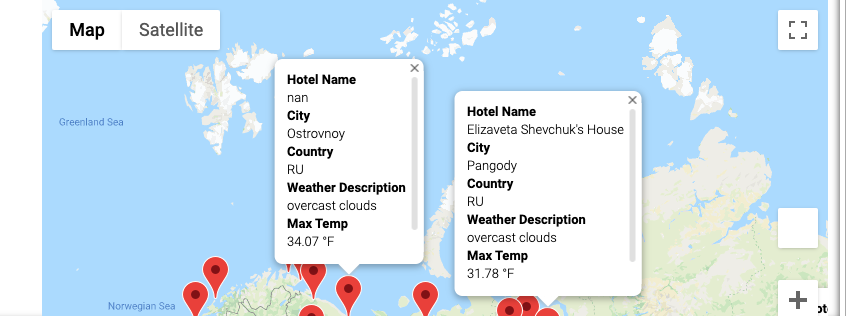 Map
Satellite
Hotel Name
nan
City
Ostrovnoy
Country
RU
Weather Description
overcast clouds
Max Temp
34.07 °F
Hotel Name
Elizaveta Shevchuk's House
City
Pangody
Country
RU
Weather Description
overcast clouds
Max Temp
31.78 °F
Greenland Sea
Norwegian Sea